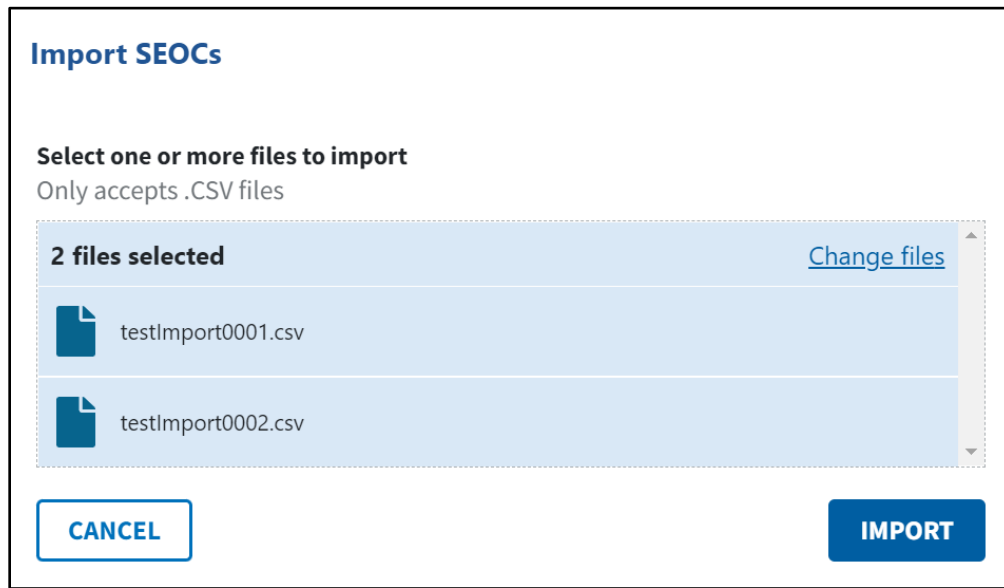 Import SEOCs
Select one or more files to import
Only accepts .CSV files
2 files selected Change files
testImport0001.csv
testImport0002.csv
CANCEL IMPORT